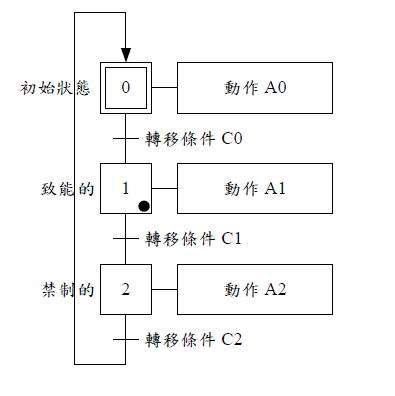 初始狀態 0 動作 A0
轉移條件 C0
致能的 1 動作 A1
轉移條件 C1
禁制的 2 動作 A2
轉移條件 C2